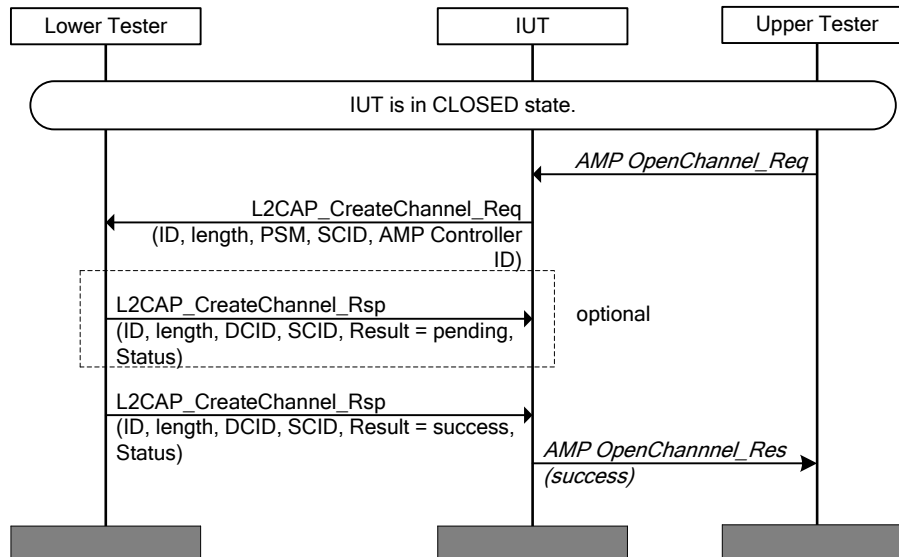 Lower Tester
IUT
Upper Tester
IUT is in CLOSED state.
AMP OpenChannel_Req
L2CAP_CreateChannel_Req
(ID, length, PSM, SCID, AMP Controller
ID)
L2CAP_CreateChannel_Rsp
(ID, length, DCID, SCID, Result = pending,
Status)
optional
L2CAP_CreateChannel_Rsp
(ID, length, DCID, SCID, Result = success,
Status)
AMP OpenChannnel_Res
(success)